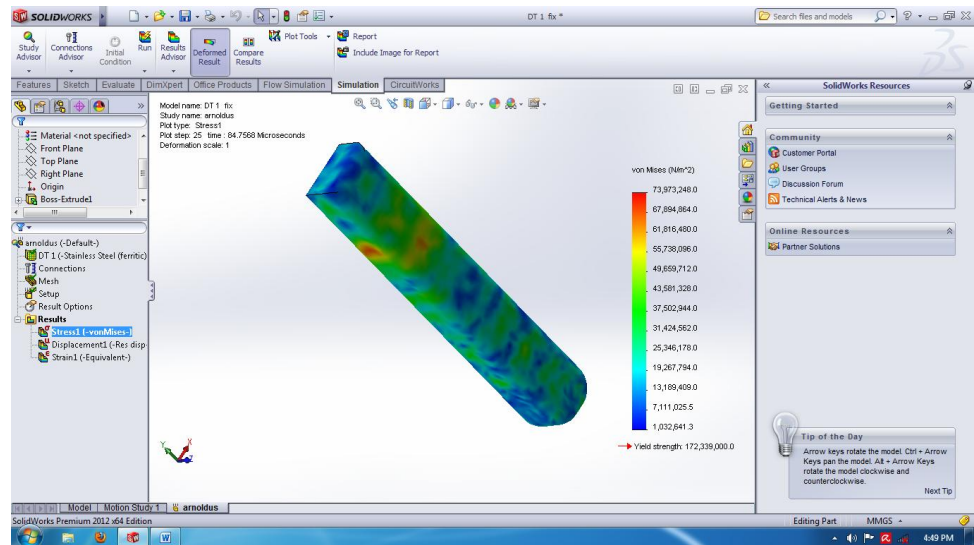 SOLIDWORKS
DT 1 fix *
Search files and models
Study Advisor
Connections Advisor
Initial Condition
Run
Results Advisor
Deformed Result
Compare Results
Plot Tools
Report
Include Image for Report
Features
Sketch
Evaluate
DimXpert
Office Products
Flow Simulation
Simulation
CircuitWorks
Material <not specified>
Front Plane
Top Plane
Right Plane
Origin
Boss-Extrude1
arnoldus (-Default-)
DT 1 (-Stainless Steel (ferritic)
Connections
Mesh
Setup
Result Options
Results
Stress1 (-vonMises-)
Displacement1 (-Res disp
Strain1 (-Equivalent-)
Model name: DT 1 fix
Study name: arnoldus
Plot type: Stress1
Plot step: 25 time : 84.7568 Microseconds
Deformation scale: 1
von Mises (N/m^2)
73,973,248.0
67,894,864.0
61,816,480.0
55,738,096.0
49,659,712.0
43,581,328.0
37,502,944.0
31,424,562.0
25,346,178.0
19,267,794.0
13,189,409.0
7,111,025.5
1,032,641.3
Yield strength: 172,339,000.0
Y
X
Z
SolidWorks Resources
Getting Started
Community
Customer Portal
User Groups
Discussion Forum
Technical Alerts & News
Online Resources
Partner Solutions
Tip of the Day
Arrow keys rotate the model. Ctrl + Arrow
Keys pan the model. Alt + Arrow Keys
rotate the model clockwise and
counterclockwise.
Next Tip
Model
Motion Study 1
arnoldus
SolidWorks Premium 2012 x64 Edition
Editing Part
MMGS
4:49 PM